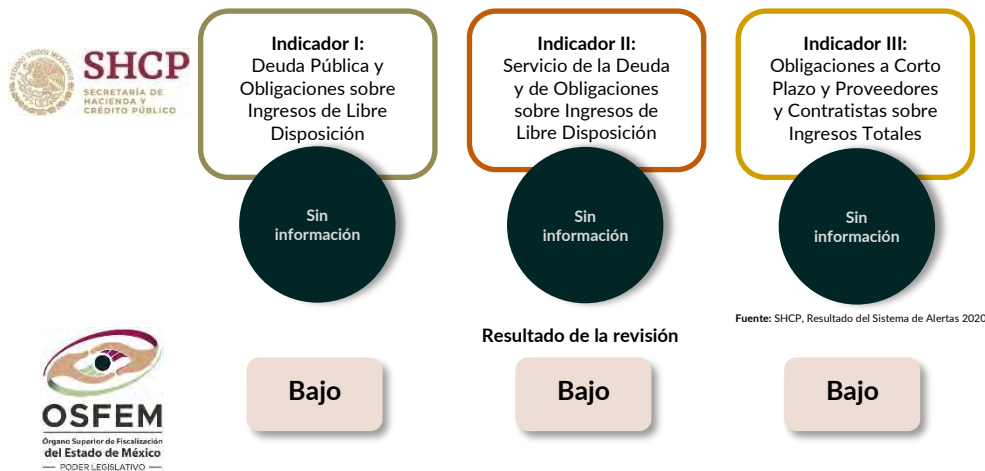 ESTADOS UNIDOS MEXICANOS
SHCP
SECRETARÍA DE
HACIENDA Y
CRÉDITO PÚBLICO
Indicador I:
Deuda Pública y
Obligaciones sobre
Ingresos de Libre
Disposición
Sin
información
Indicador II:
Servicio de la Deuda
y de Obligaciones
sobre Ingresos de
Libre Disposición
Sin
información
Indicador III:
Obligaciones a Corto
Plazo y Proveedores
y Contratistas sobre
Ingresos Totales
Sin
información
Fuente: SHCP, Resultado del Sistema de Alertas 2020
Resultado de la revisión
OSFEM
Órgano Superior de Fiscalización
del Estado de México
PODER LEGISLATIVO
Bajo
Bajo
Bajo